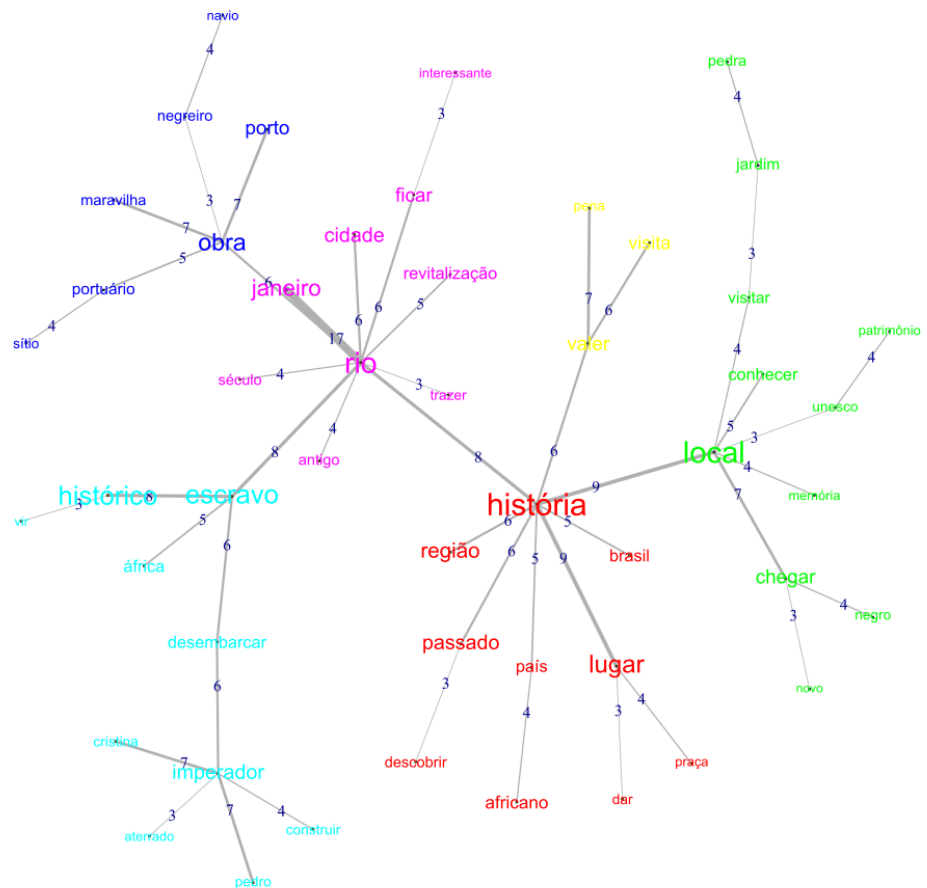 navio
4
interessante
pedra
4
3
negreiro
porto
jardim
maravilha
3
7
ficar
pena
7
cidade
visita
obra
5
3
revitalização
7
6
janeiro
portuário
6
5
visitar
6
4
17
sítio
patrimônio
valer
4
rio
4
século
4
3
conhecer
trazer
unesco
4
5
3
8
8
6
antigo
local
4
9
7
memória
histórico
8
escravo
história
3
vir
5
6
5
região
6
5
9
brasil
áfrica
6
chegar
4
negro
3
desembarcar
passado
país
lugar
6
3
novo
4
3
4
cristina
7
imperador
descobrir
praça
africano
dar
3
7
4
aterrado
construir
pedro